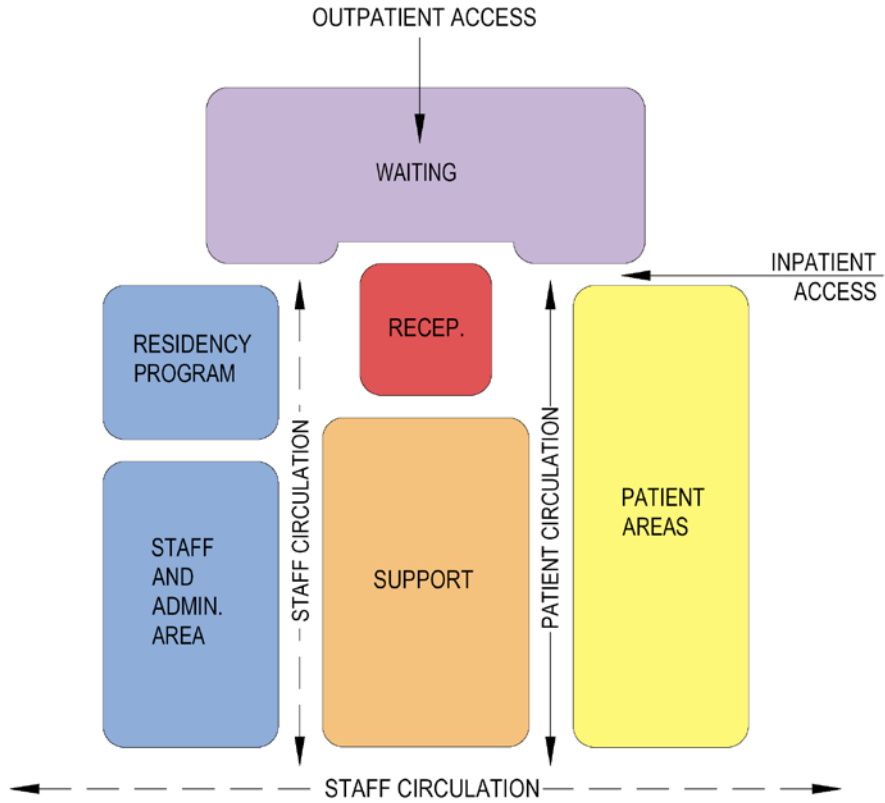 OUTPATIENT ACCESS
WAITING
INPATIENT
ACCESS
RECEP.
RESIDENCY
PROGRAM
STAFF CIRCULATION
PATIENT CIRCULATION
PATIENT
AREAS
STAFF
AND
ADMIN.
AREA
SUPPORT
STAFF CIRCULATION